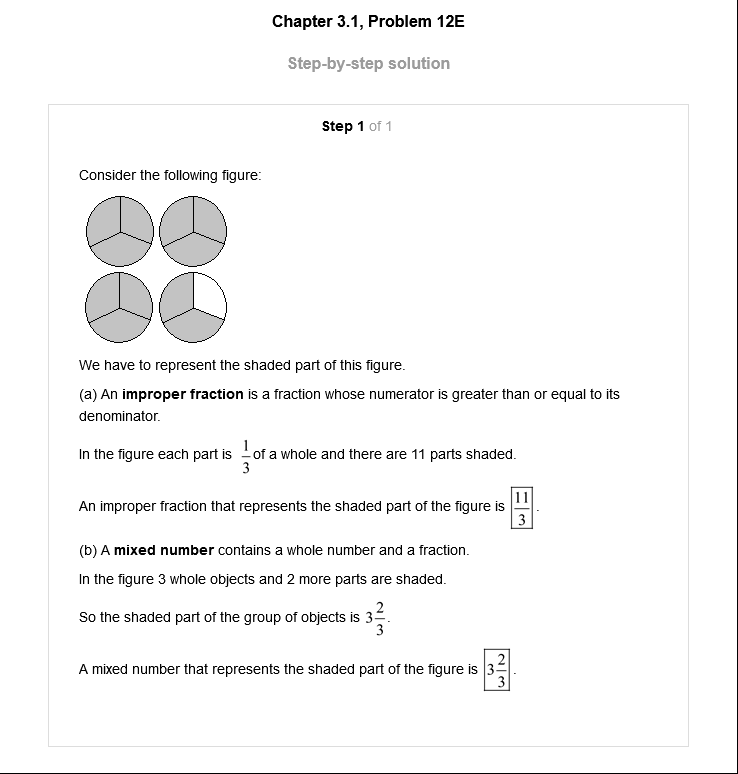 Chapter 3.1, Problem 12E
Step-by-step solution
Step 1 of 1
Consider the following figure:
We have to represent the shaded part of this figure.
(a) An improper fraction is a fraction whose numerator is greater than or equal to its
denominator.
In the figure each part is 1/3 of a whole and there are 11 parts shaded.
An improper fraction that represents the shaded part of the figure is 11/3.
(b) A mixed number contains a whole number and a fraction.
In the figure 3 whole objects and 2 more parts are shaded.
So the shaded part of the group of objects is 3 2/3.
A mixed number that represents the shaded part of the figure is 3 2/3.